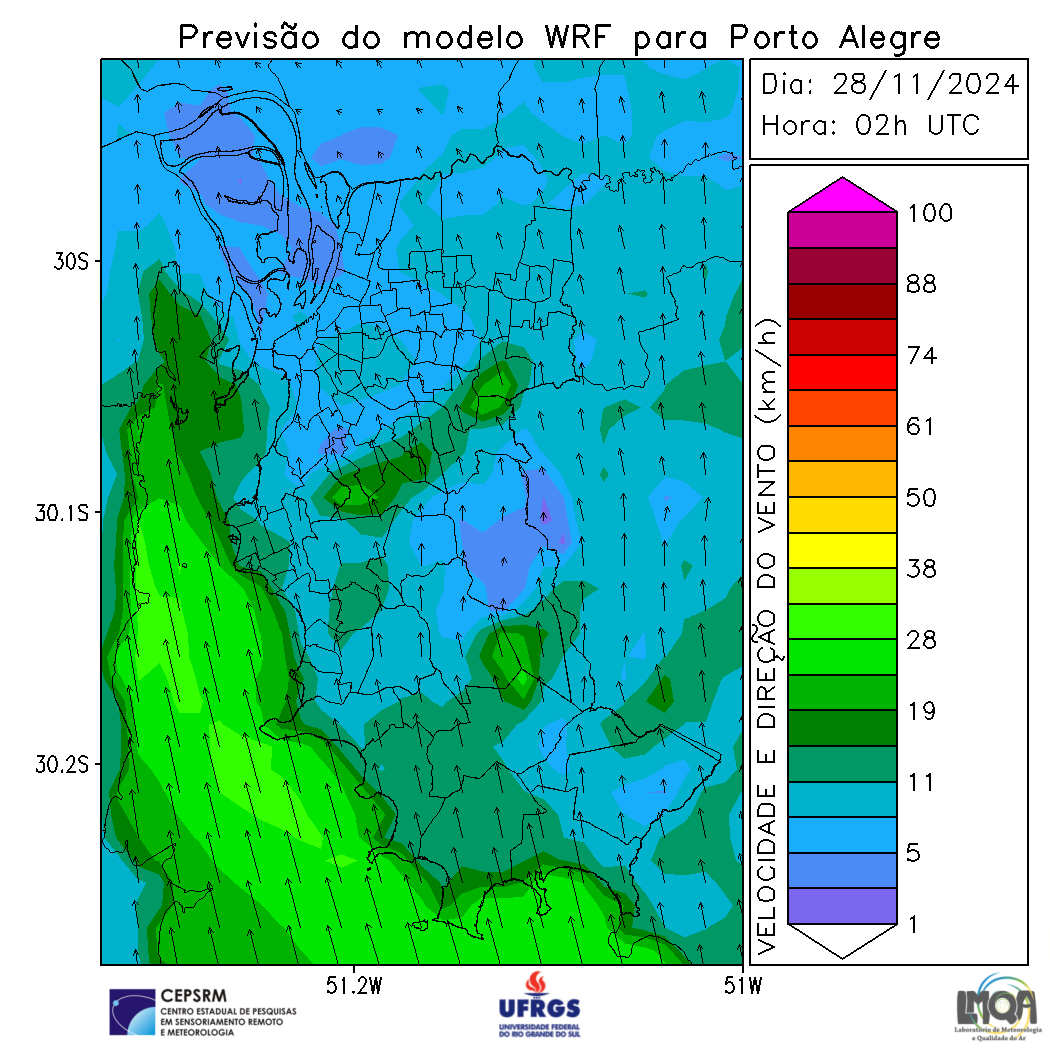 Previsão do modelo WRF para Porto Alegre
Dia: 28/11/2024
Hora: 02h UTC
30S
30.1S
30.2S
51.2W
51W
VELOCIDADE E DIREÇÃO DO VENTO (km/h)
100
88
74
61
50
38
28
19
11
5
1
CEPSRM
CENTRO ESTADUAL DE PESQUISAS
EM SENSORIAMENTO REMOTO
E METEOROLOGIA
UFRGS
UNIVERSIDADE FEDERAL
DO RIO GRANDE DO SUL
LMQA
Laboratório de Meteorologia
e Qualidade do Ar